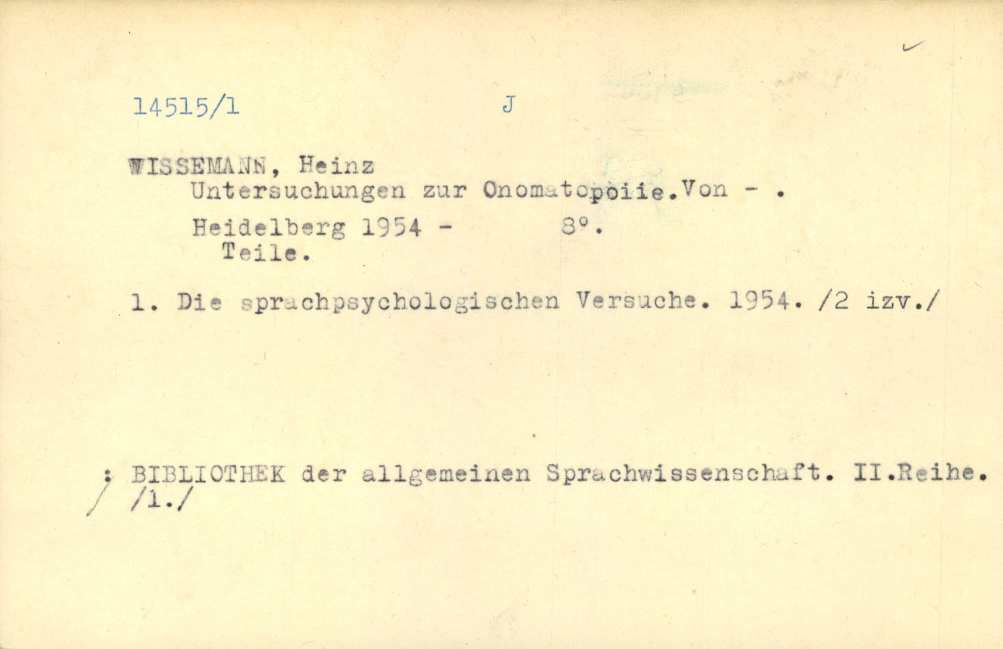 14515/1 J
WISSEMANN, Heinz
Untersuchungen zur Onomatopoiie. Von - .
Heidelberg 1954 - 8°.
Teile.
1. Die sprachpsychologischen Versuche. 1954. /2 izv./
: BIBLIOTHEK der allgemeinen Sprachwissenschaft. II.Reihe.
/1./